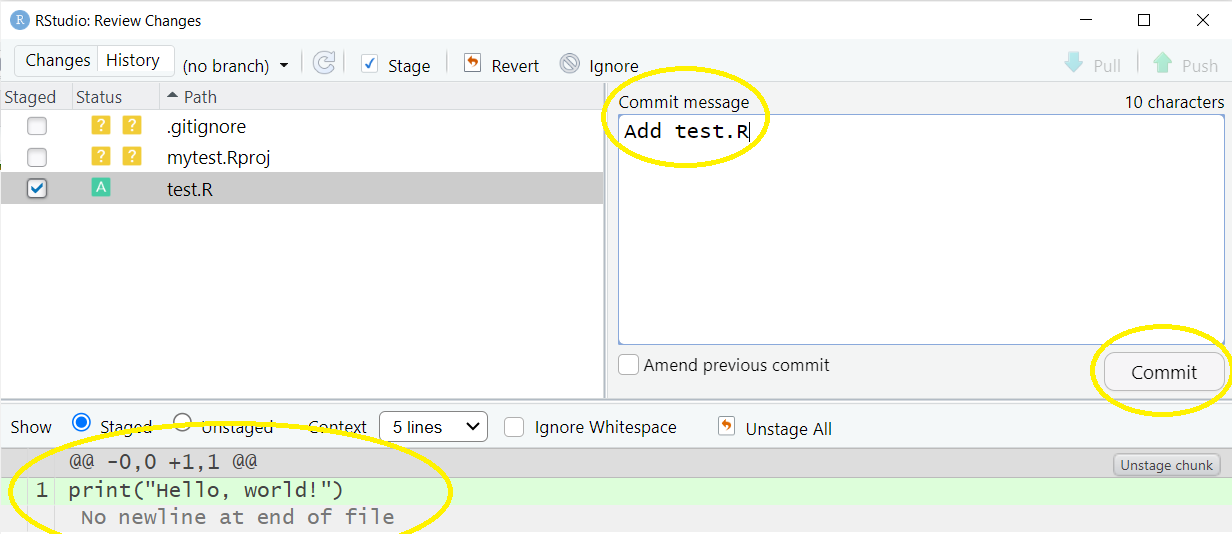 RStudio: Review Changes
Changes History (no branch) Stage Revert Ignore Pull Push
Staged Status Path
? ? .gitignore
? ? mytest.Rproj
A test.R
Commit message 10 characters
Add test.R
Amend previous commit Commit
Show Staged Unstaged Context 5 lines Ignore Whitespace Unstage All
@@ -0,0 +1,1 @@ Unstage chunk
1 print("Hello, world!")
No newline at end of file